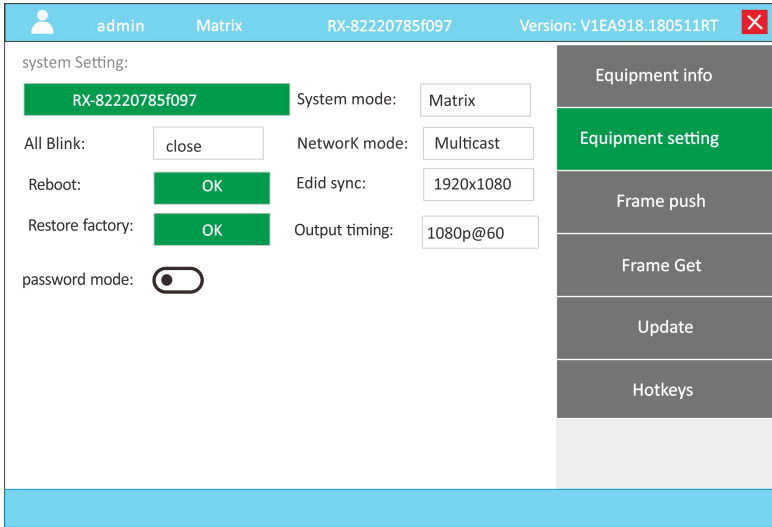 admin Matrix RX-82220785f097 Version: V1EA918.180511RT
system Setting:
RX-82220785f097 System mode: Matrix
All Blink: close NetworK mode: Multicast
Reboot: OK Edid sync: 1920x1080
Restore factory: OK Output timing: 1080p@60
password mode:
Equipment info
Equipment setting
Frame push
Frame Get
Update
Hotkeys